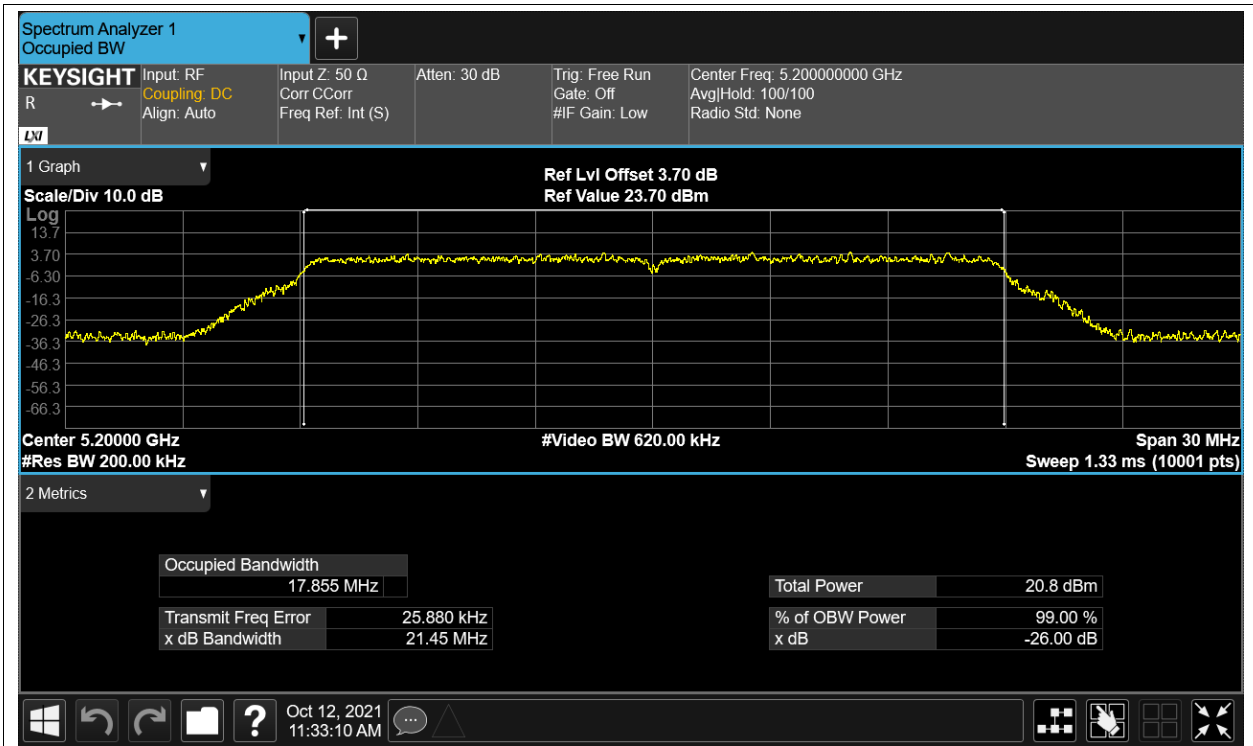 Spectrum Analyzer 1
Occupied BW
▼
+
KEYSIGHT Input: RF Input Z: 50 Ω Atten: 30 dB Trig: Free Run Center Freq: 5.200000000 GHz
R Coupling: DC Corr CCorr Gate: Off Avg|Hold: 100/100
Align: Auto Freq Ref: Int (S) #IF Gain: Low Radio Std: None
LXI
1 Graph ▼
Ref Lvl Offset 3.70 dB
Scale/Div 10.0 dB Ref Value 23.70 dBm
Log
13.7
3.70
-6.30
-16.3
-26.3
-36.3
-46.3
-56.3
-66.3
Center 5.20000 GHz #Video BW 620.00 kHz Span 30 MHz
#Res BW 200.00 kHz Sweep 1.33 ms (10001 pts)
2 Metrics ▼
Occupied Bandwidth
17.855 MHz Total Power 20.8 dBm
Transmit Freq Error 25.880 kHz % of OBW Power 99.00 %
x dB Bandwidth 21.45 MHz x dB -26.00 dB
? Oct 12, 2021
11:33:10 AM